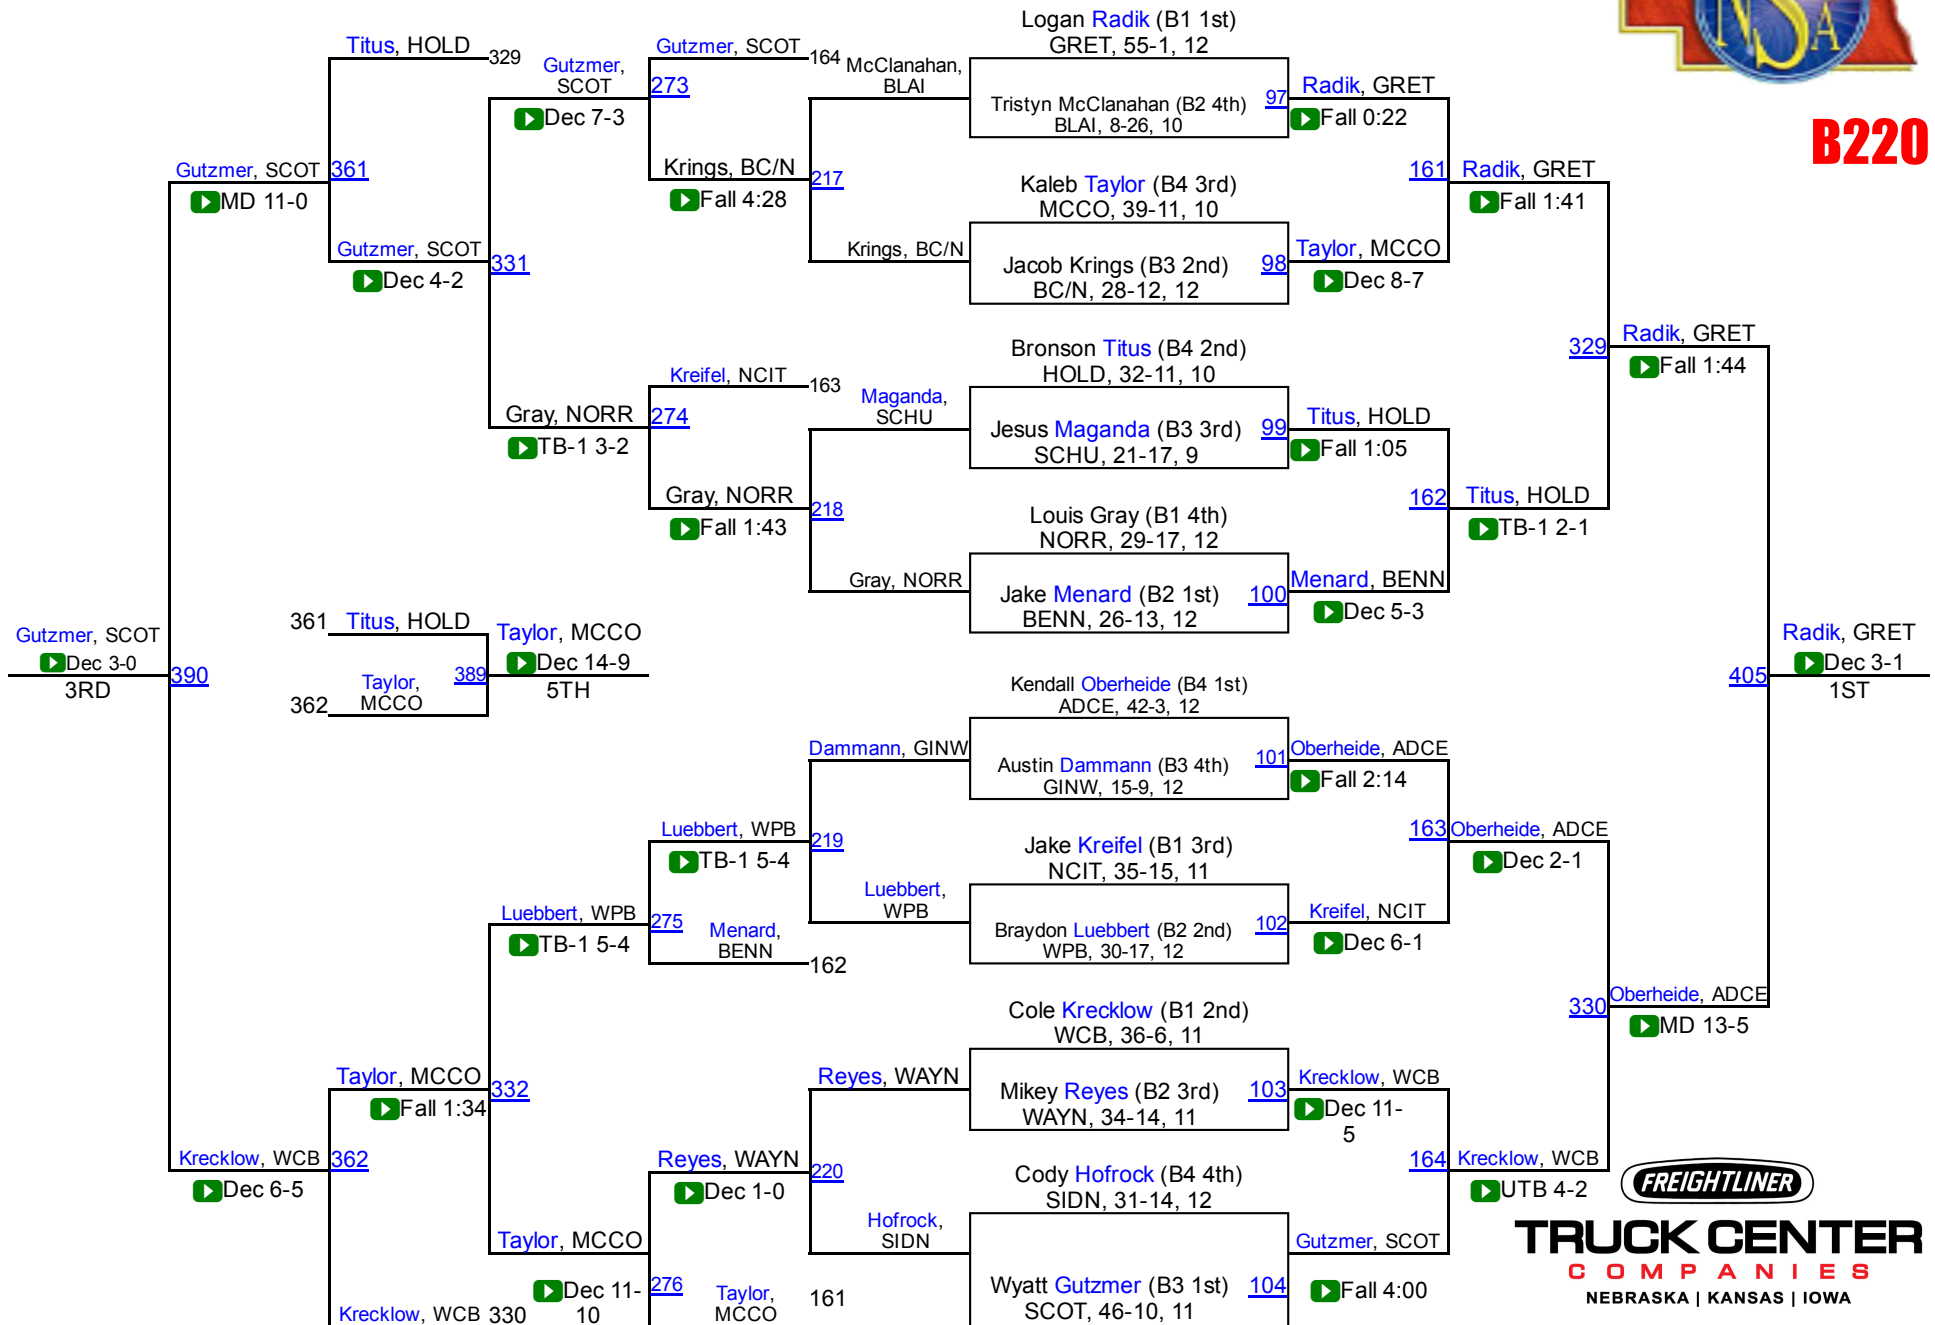 NSA
B220
Titus, HOLD
329
Gutzmer,
SCOT
Dec 7-3
Gutzmer, SCOT
164
273
McClanahan,
BLAI
Krings, BC/N
Fall 4:28
217
Krings, BC/N
Gutzmer, SCOT
MD 11-0
361
Gutzmer, SCOT
Dec 4-2
331
Kreifel, NCIT
163
Gray, NORR
TB-1 3-2
274
Maganda,
SCHU
Gray, NORR
Fall 1:43
218
Gray, NORR
Gutzmer, SCOT
Dec 3-0
3RD
390
361
Titus, HOLD
362
Taylor,
MCCO
389
Taylor, MCCO
Dec 14-9
5TH
Dammann, GINW
Luebbert, WPB
TB-1 5-4
219
Luebbert,
WPB
Luebbert, WPB
TB-1 5-4
275
Menard,
BENN
162
Taylor, MCCO
Fall 1:34
332
Reyes, WAYN
Krecklow, WCB
Dec 6-5
362
Reyes, WAYN
Dec 1-0
220
Hofrock,
SIDN
Taylor, MCCO
Dec 11-
10
276
Taylor,
MCCO
161
Krecklow, WCB
330
Logan Radik (B1 1st)
GRET, 55-1, 12
Tristyn McClanahan (B2 4th)
BLAI, 8-26, 10
97
Radik, GRET
Fall 0:22
Kaleb Taylor (B4 3rd)
MCCO, 39-11, 10
Jacob Krings (B3 2nd)
BC/N, 28-12, 12
98
Taylor, MCCO
Dec 8-7
161
Radik, GRET
Fall 1:41
Bronson Titus (B4 2nd)
HOLD, 32-11, 10
Jesus Maganda (B3 3rd)
SCHU, 21-17, 9
99
Titus, HOLD
Fall 1:05
Louis Gray (B1 4th)
NORR, 29-17, 12
Jake Menard (B2 1st)
BENN, 26-13, 12
100
Menard, BENN
Dec 5-3
162
Titus, HOLD
TB-1 2-1
329
Radik, GRET
Fall 1:44
Kendall Oberheide (B4 1st)
ADCE, 42-3, 12
Austin Dammann (B3 4th)
GINW, 15-9, 12
101
Oberheide, ADCE
Fall 2:14
Jake Kreifel (B1 3rd)
NCIT, 35-15, 11
Braydon Luebbert (B2 2nd)
WPB, 30-17, 12
102
Kreifel, NCIT
Dec 6-1
163
Oberheide, ADCE
Dec 2-1
Cole Krecklow (B1 2nd)
WCB, 36-6, 11
Mikey Reyes (B2 3rd)
WAYN, 34-14, 11
103
Krecklow, WCB
Dec 11-
5
Cody Hofrock (B4 4th)
SIDN, 31-14, 12
Wyatt Gutzmer (B3 1st)
SCOT, 46-10, 11
104
Gutzmer, SCOT
Fall 4:00
164
Krecklow, WCB
UTB 4-2
330
Oberheide, ADCE
MD 13-5
405
Radik, GRET
Dec 3-1
1ST
FREIGHTLINER
TRUCK CENTER
COMPANIES
NEBRASKA | KANSAS | IOWA